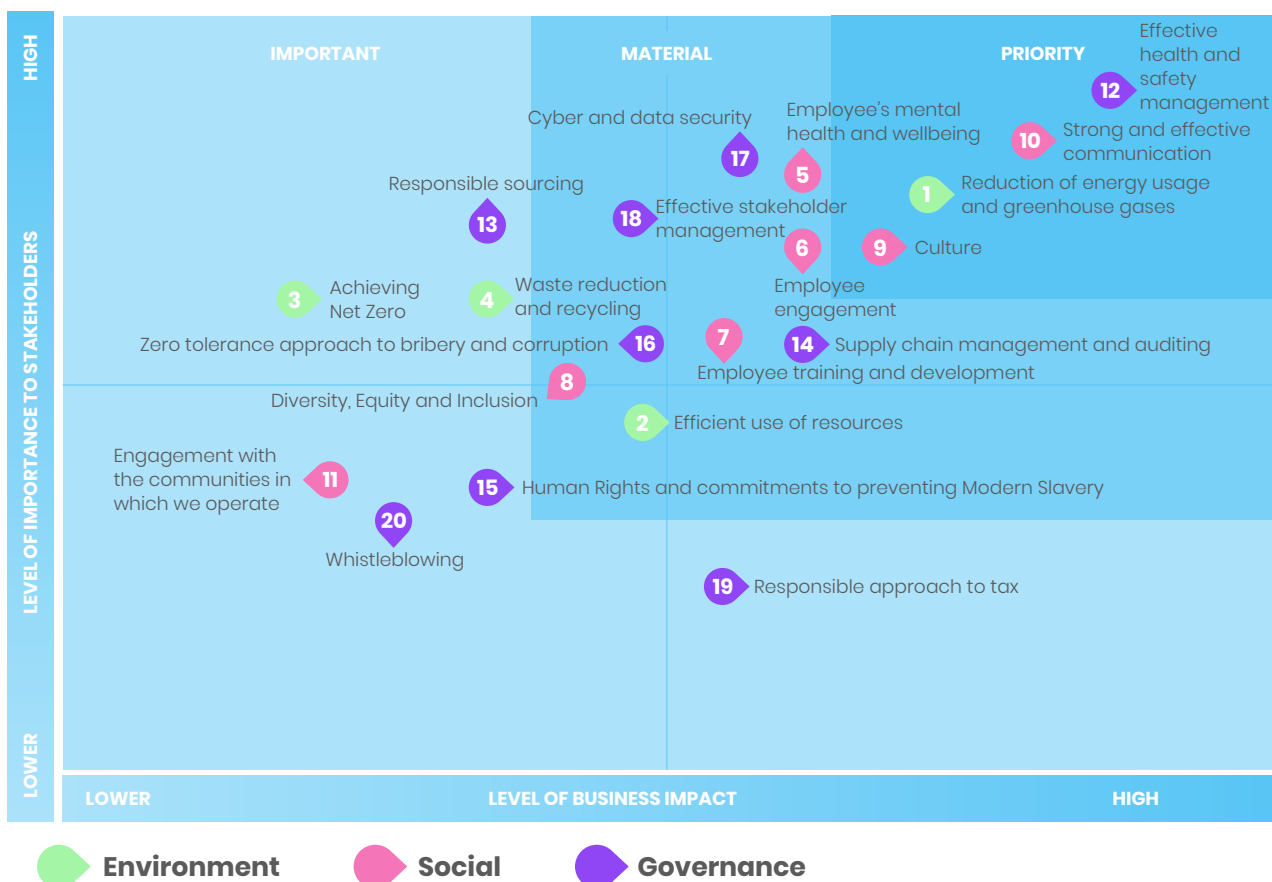 HIGH
LEVEL OF IMPORTANCE TO STAKEHOLDERS
LOWER
IMPORTANT
MATERIAL
PRIORITY
Effective
health and
safety
management
12
Cyber and data security
17
Employee's mental
health and wellbeing
5
10
Strong and effective
communication
Responsible sourcing
13
18
Effective stakeholder
management
1
Reduction of energy usage
and greenhouse gases
6
Employee
engagement
9
Culture
3
Achieving
Net Zero
4
Waste reduction
and recycling
Zero tolerance approach to bribery and corruption
16
7
Employee training and development
14
Supply chain management and auditing
8
Diversity, Equity and Inclusion
2
Efficient use of resources
Engagement with
the communities in
which we operate
11
15
Human Rights and commitments to preventing Modern Slavery
20
Whistleblowing
19
Responsible approach to tax
LOWER
LEVEL OF BUSINESS IMPACT
HIGH
Environment
Social
Governance